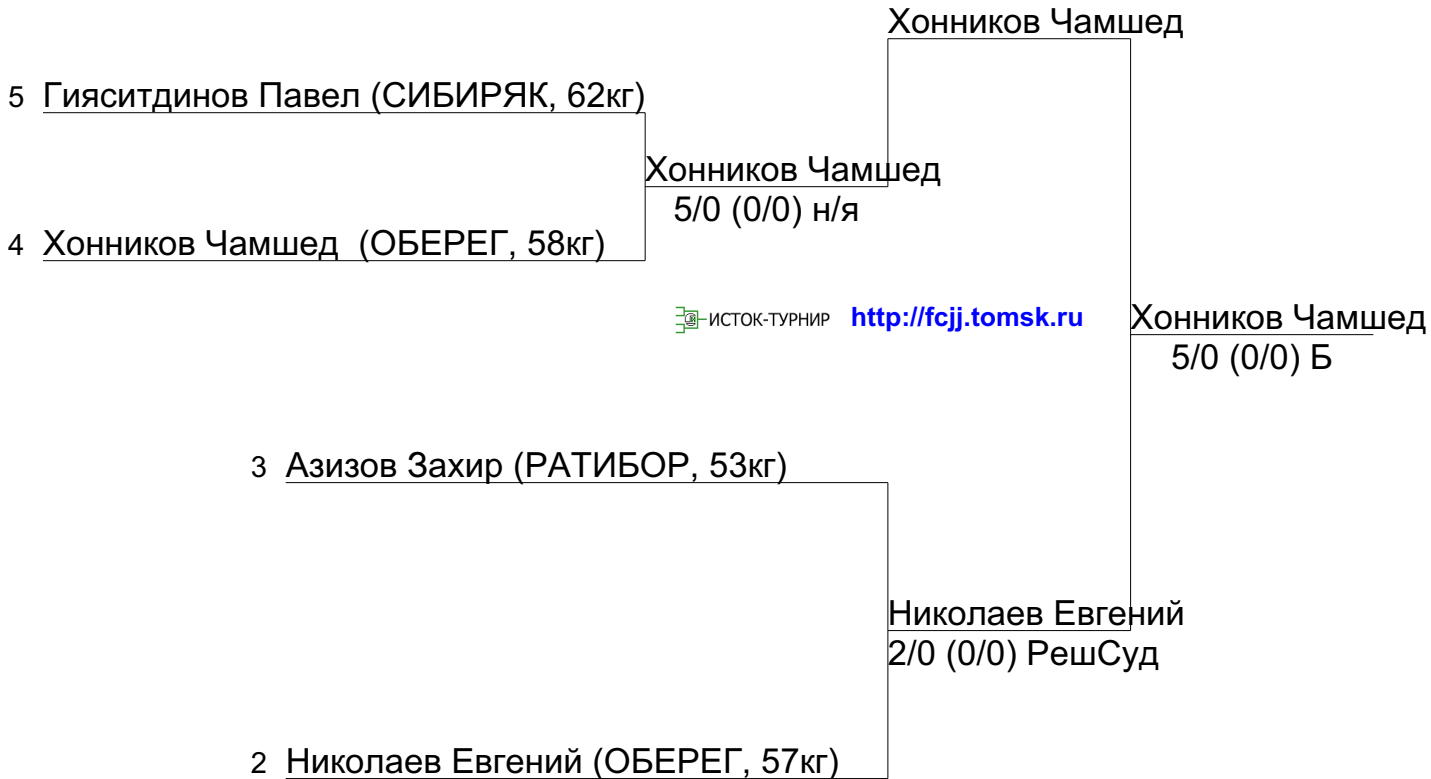 Хонников Чамшед
5 Гияситдинов Павел (СИБИРЯК, 62кг)
Хонников Чамшед
5/0 (0/0) н/я
4 Хонников Чамшед (ОБЕРЕГ, 58кг)
ИСТОК-ТУРНИР http://fcjj.tomsk.ru
Хонников Чамшед
5/0 (0/0) Б
3 Азизов Захир (РАТИБОР, 53кг)
Николаев Евгений
2/0 (0/0) РешСуд
2 Николаев Евгений (ОБЕРЕГ, 57кг)